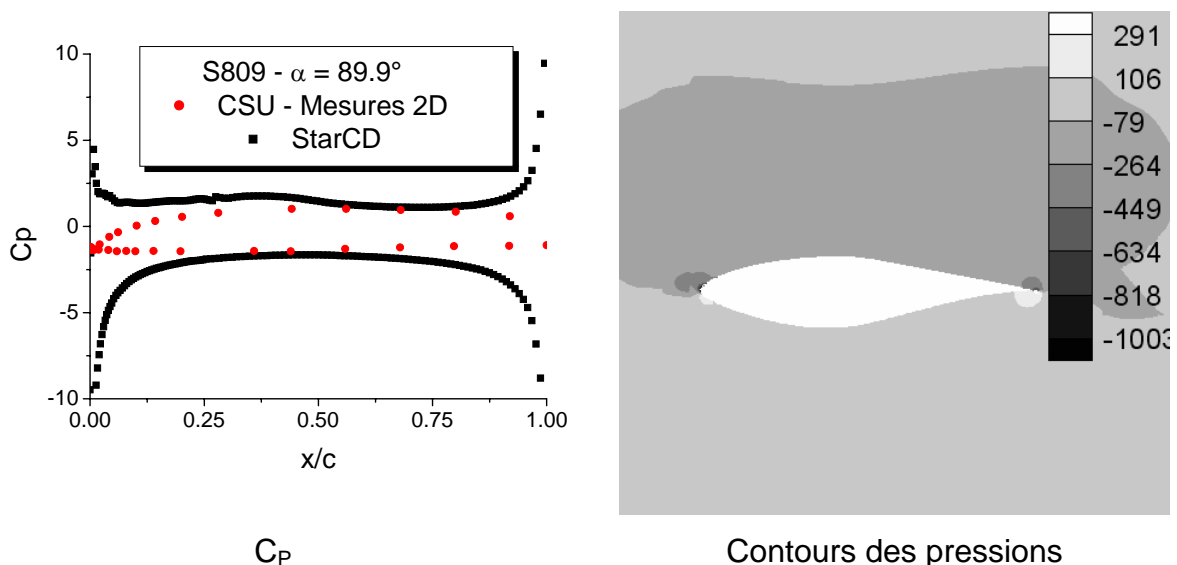 S809 - α = 89.9°
CSU - Mesures 2D
StarCD
10
5
0
-5
-10
Cp
0.00
0.25
0.50
0.75
1.00
x/c
CP
291
106
-79
-264
-449
-634
-818
-1003
Contours des pressions